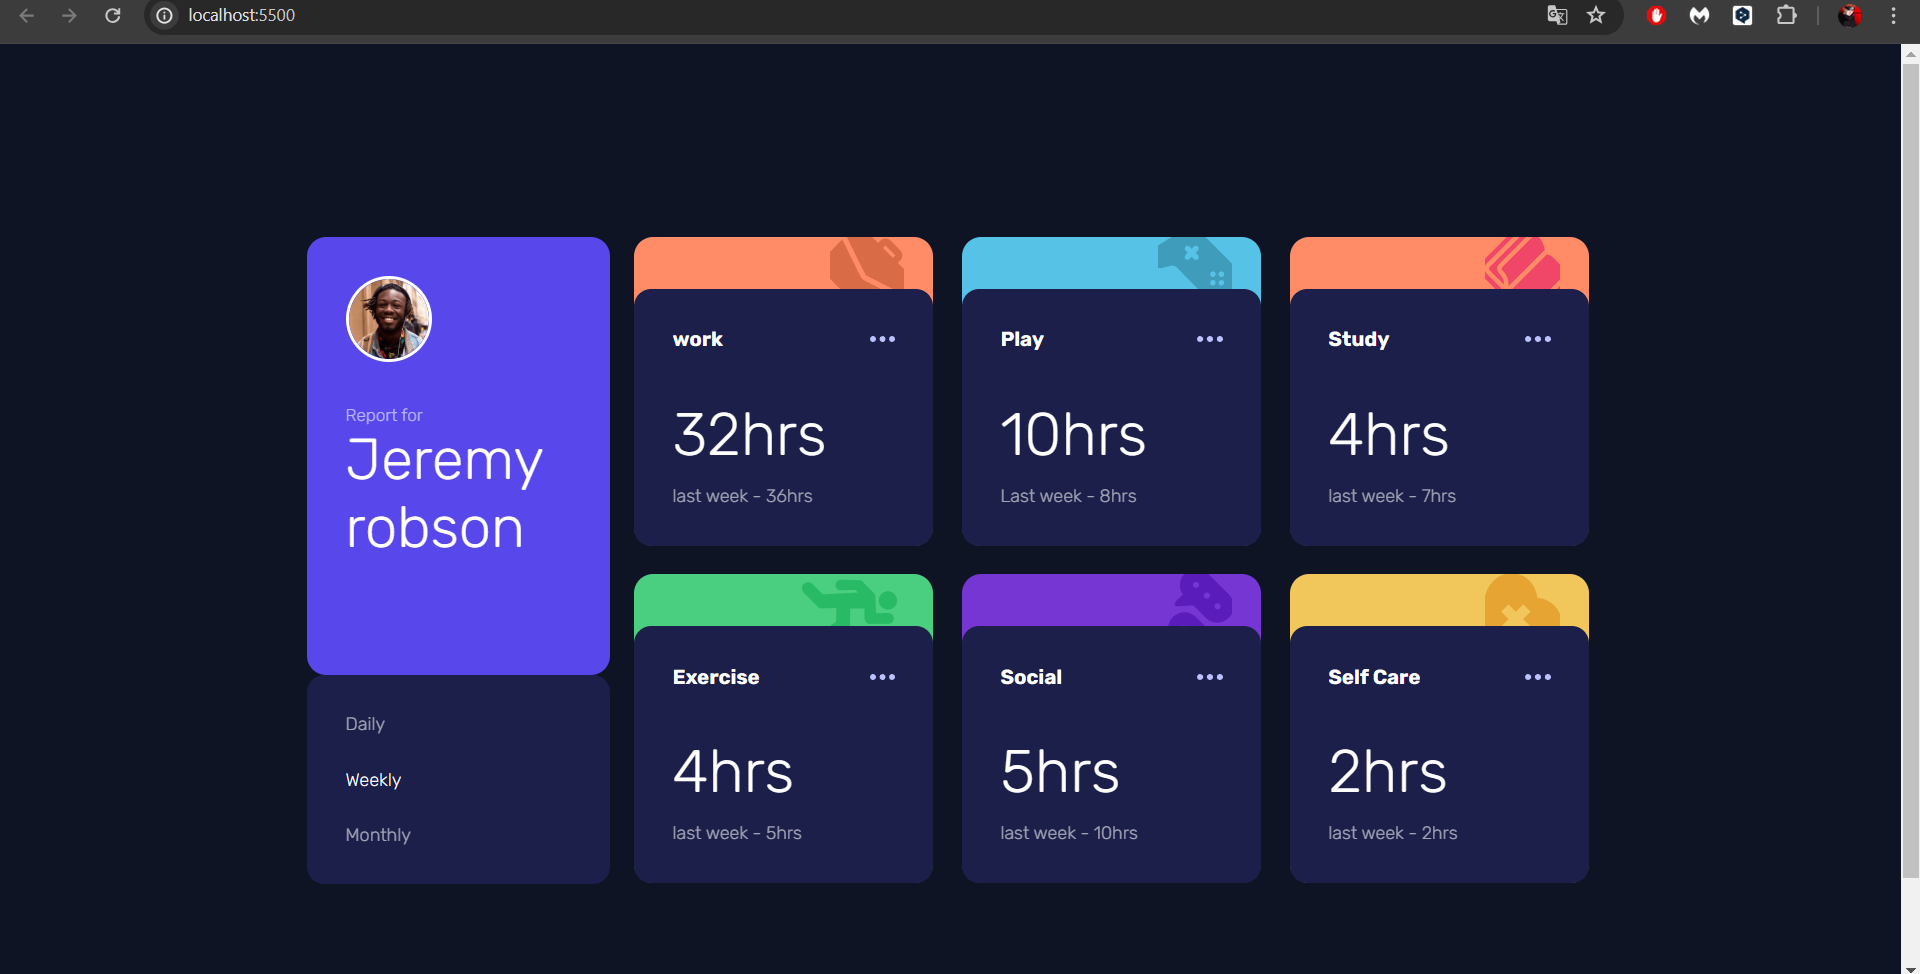 localhost:5500
Report for
Jeremy
robson
Daily
Weekly
Monthly
work
32hrs
last week - 36hrs
Play
10hrs
Last week - 8hrs
Study
4hrs
last week - 7hrs
Exercise
4hrs
last week - 5hrs
Social
5hrs
last week - 10hrs
Self Care
2hrs
last week - 2hrs